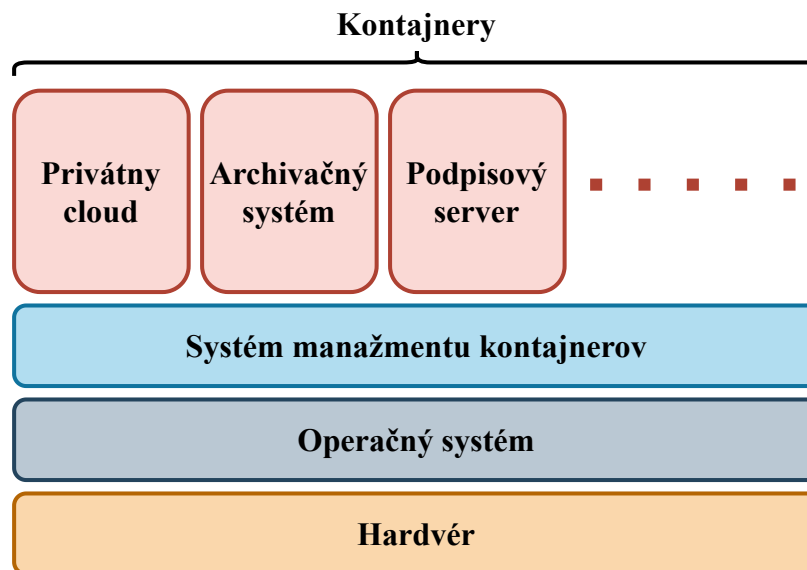 Kontajnery
Privátny
cloud
Archivačný
systém
Podpisový
server
Systém manažmentu kontajnerov
Operačný systém
Hardvér